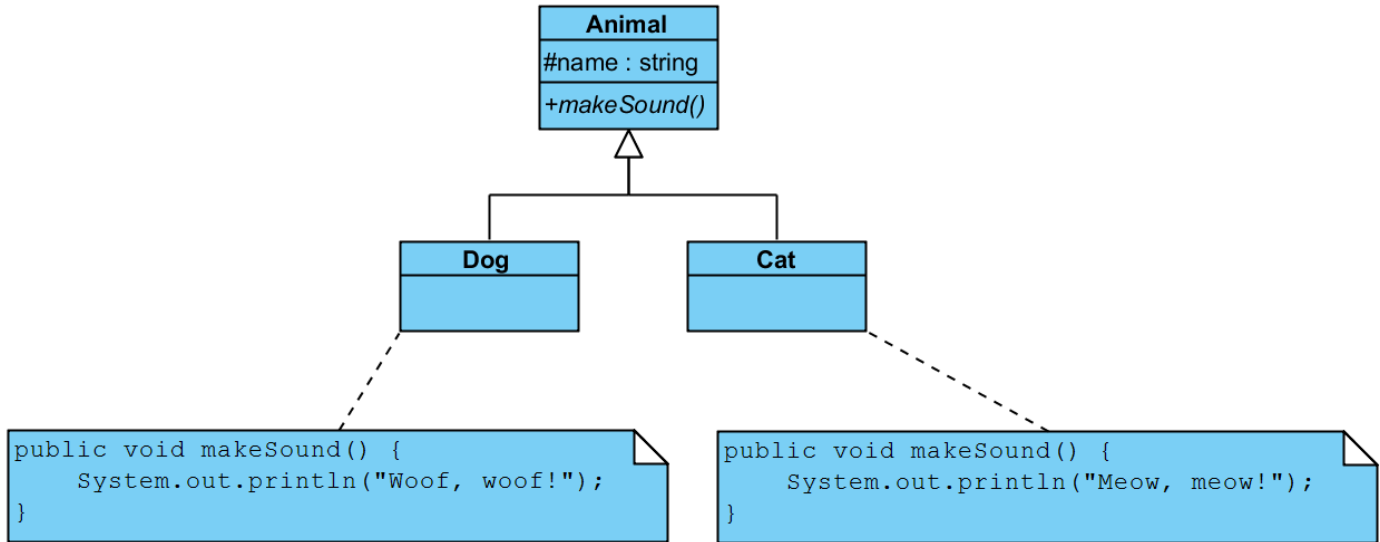 Animal
#name : string
+makeSound()
Dog
Cat
public void makeSound() {
    System.out.println("Woof, woof!");
}
public void makeSound() {
    System.out.println("Meow, meow!");
}